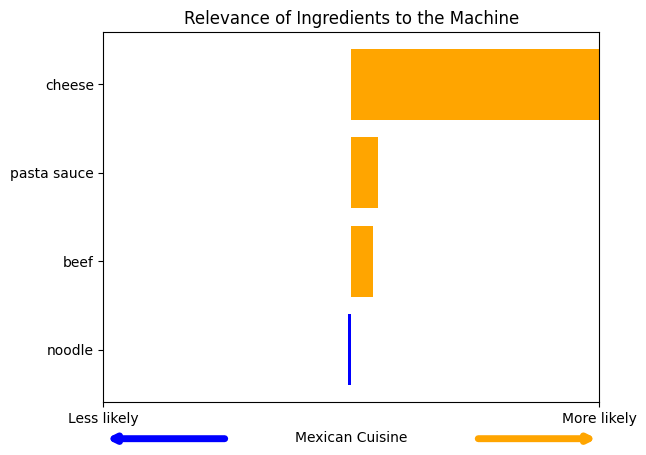 Relevance of Ingredients to the Machine
cheese
pasta sauce
beef
noodle
Less likely
More likely
Mexican Cuisine